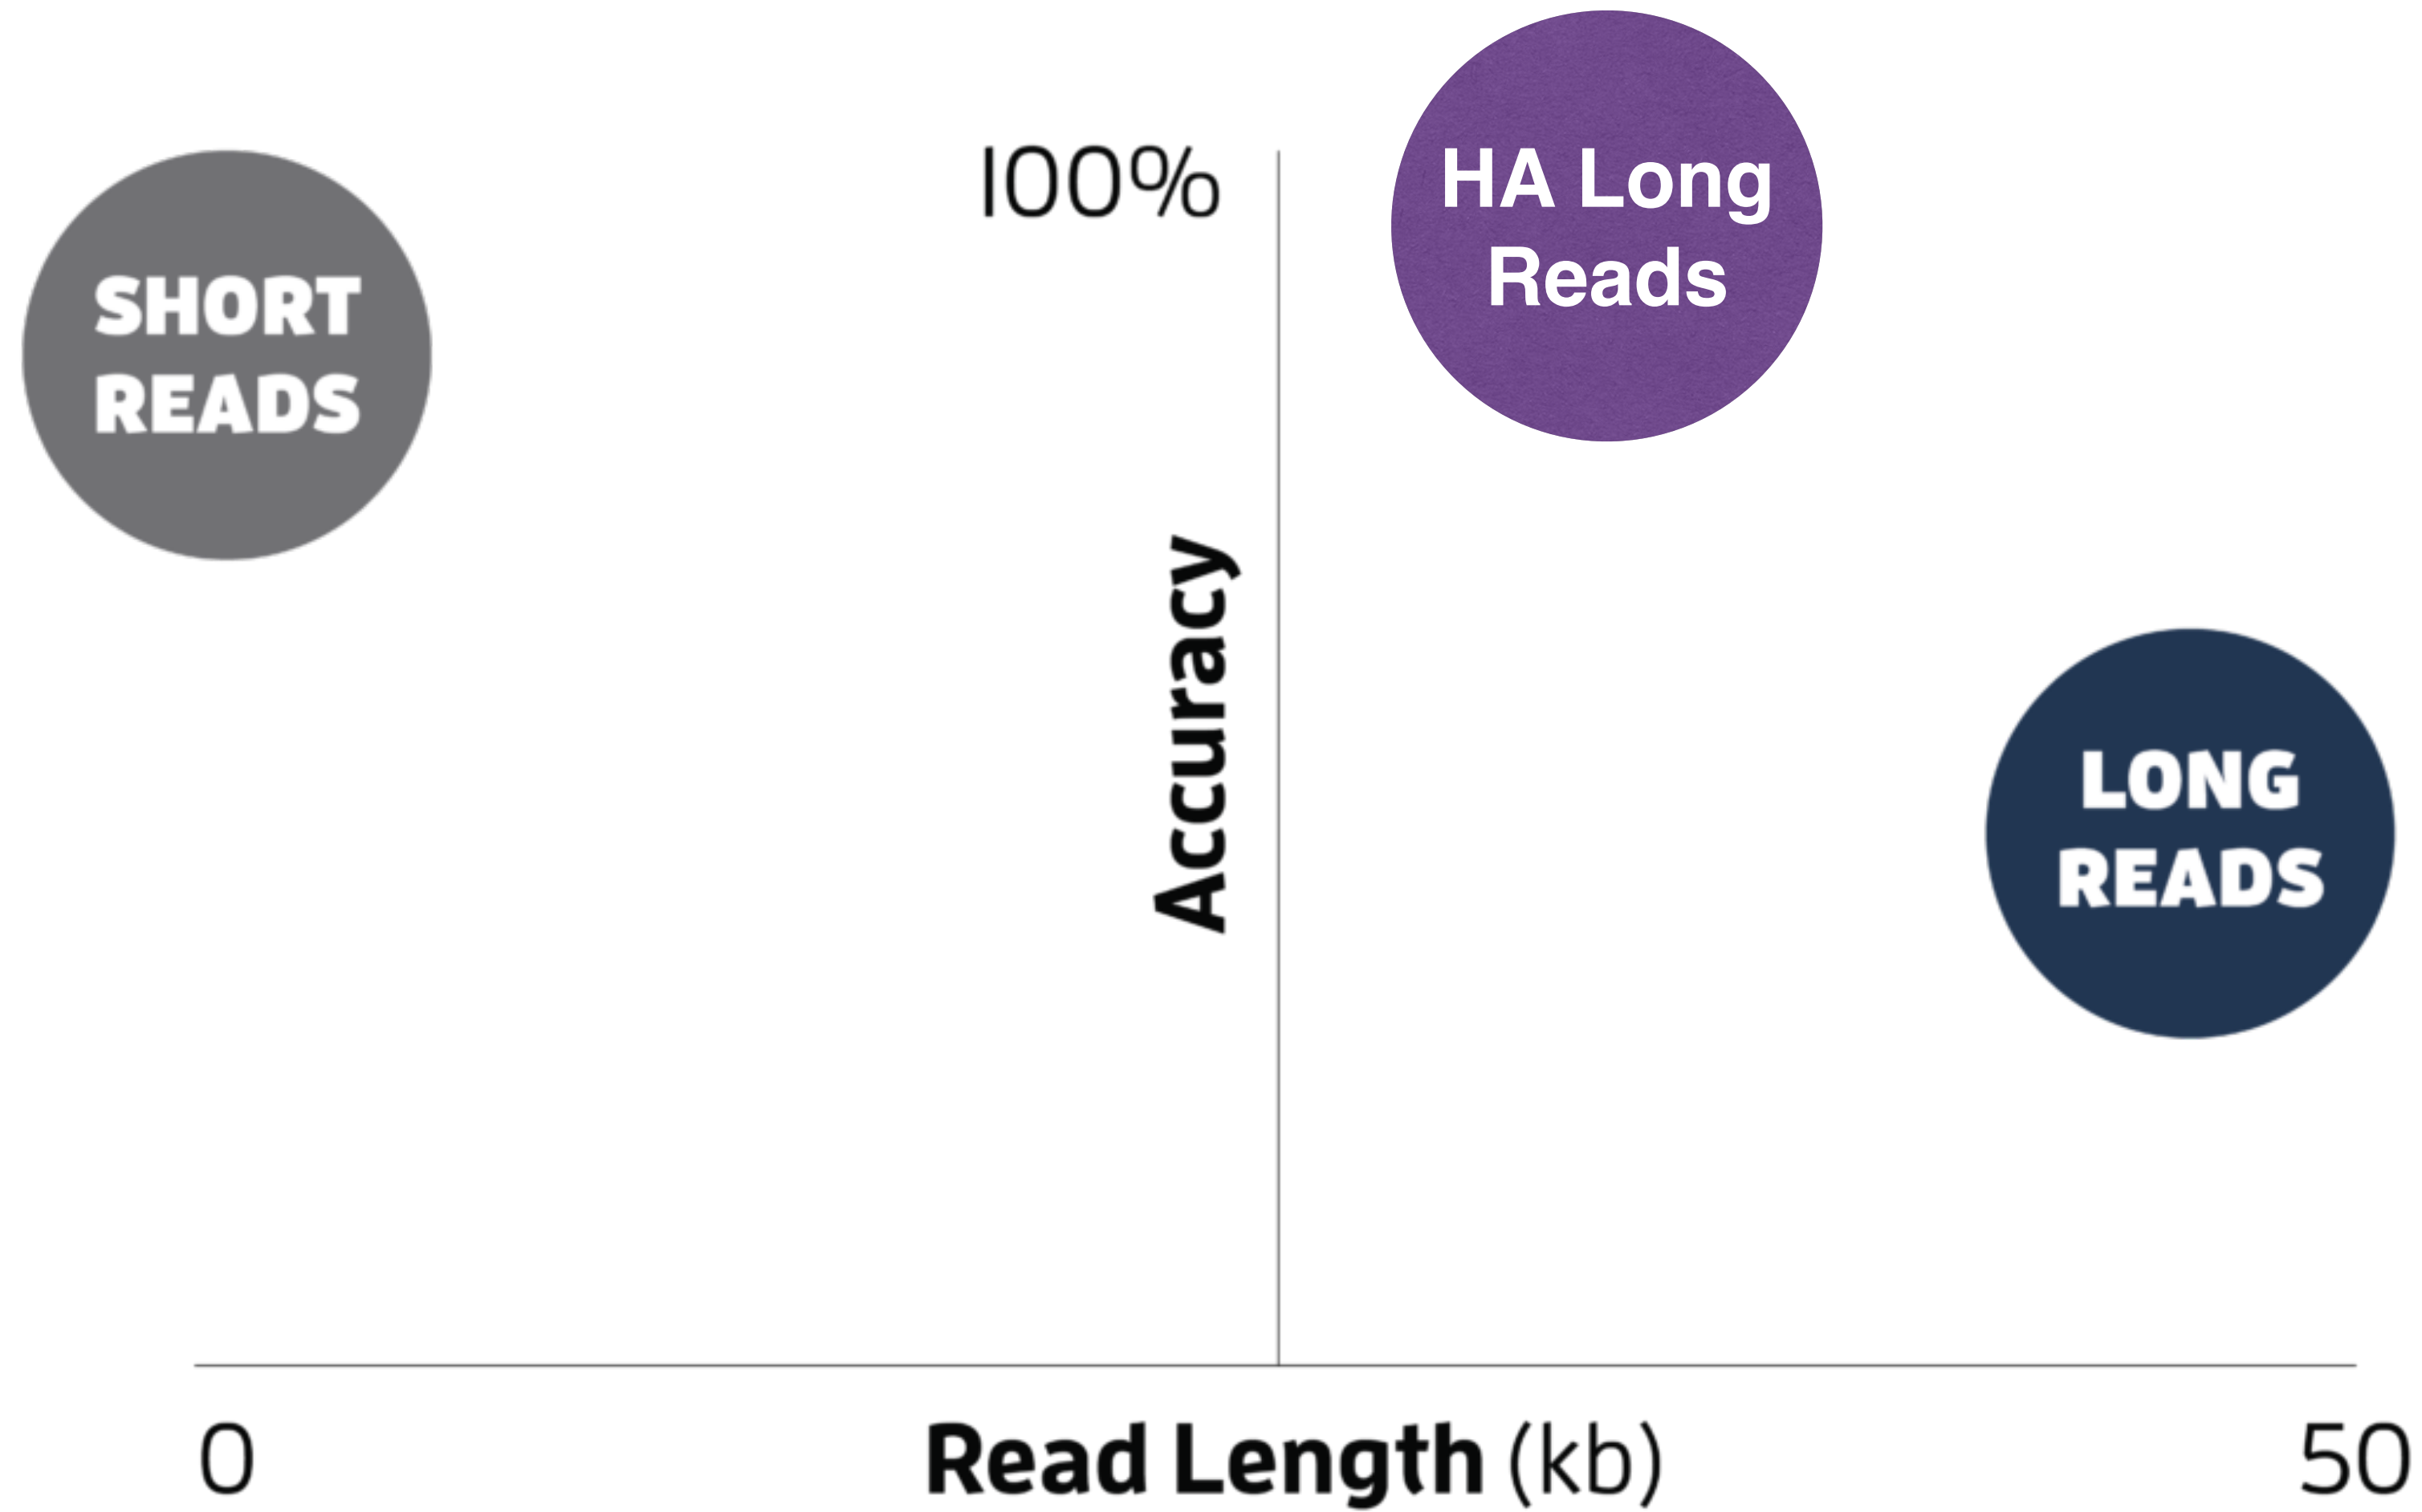 HA Long
Reads
100%
SHORT
READS
Accuracy
LONG
READS
0
Read Length (kb)
50